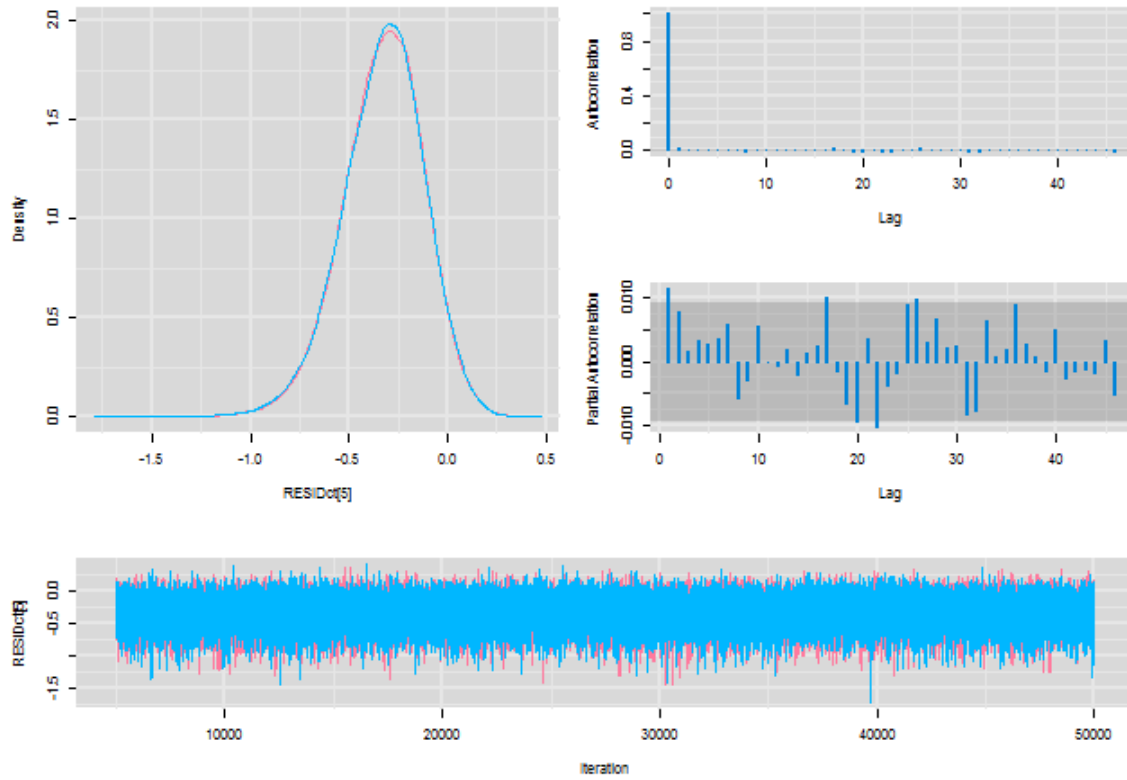 Density
0.0 0.5 1.0 1.5 2.0
-1.5 -1.0 -0.5 0.0 0.5
RESIDct[5]
Autocorrelation
0.0 0.4 0.8
0 10 20 30 40
Lag
Partial Autocorrelation
-0.010 0.000 0.010
0 10 20 30 40
Lag
RESIDct[5]
-1.5 -0.5 0.0
10000 20000 30000 40000 50000
Iteration